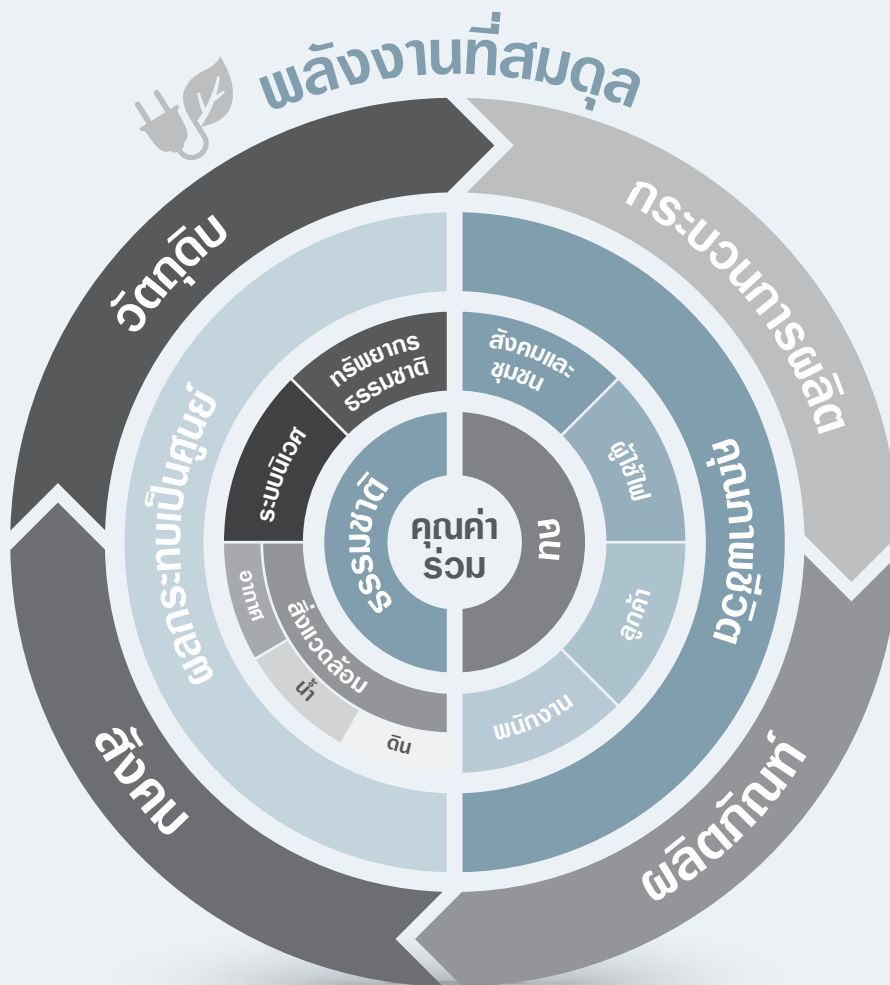 พลังงานที่สมดุล
วัตถุดิบ
กระบวนการผลิต
ผลิตภัณฑ์
สังคม
ผลกระทบเป็นศูนย์
คุณภาพชีวิต
ทรัพยากร
ธรรมชาติ
ระบบนิเวศ
สิ่งแวดล้อม
อากาศ
น้ำ
ดิน
สังคมและ
ชุมชน
ผู้ใช้ไฟ
ลูกค้า
พนักงาน
ธรรมชาติ
คน
คุณค่า
ร่วม